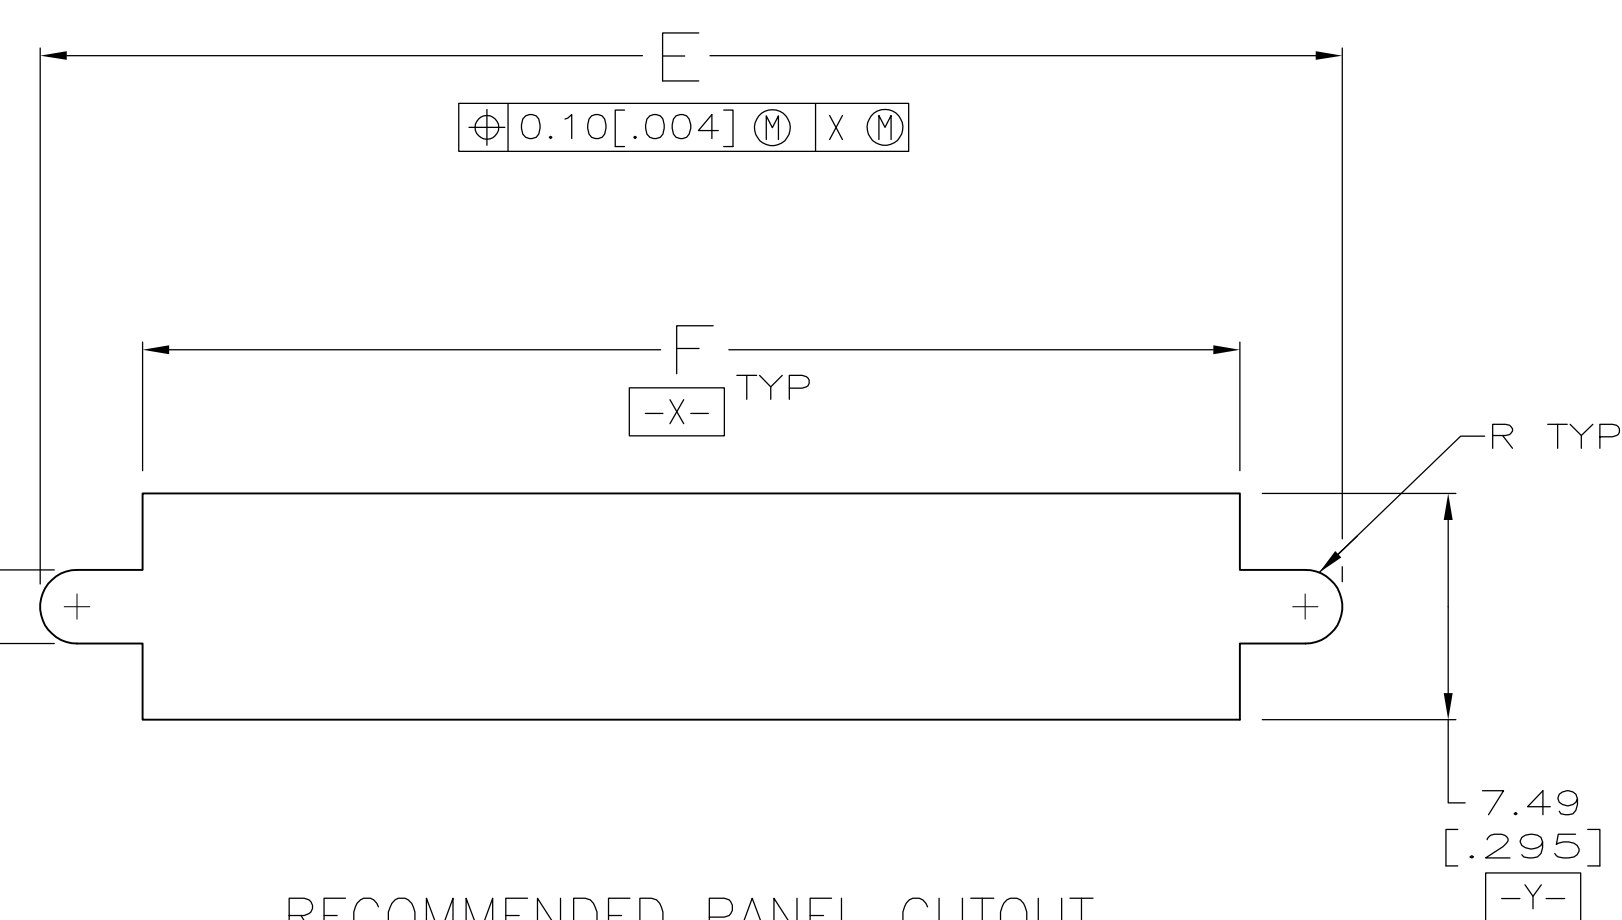 E
⌖ 0.10[.004] Ⓜ X Ⓜ
F
TYP
-X-
R TYP
7.49
[.295]
-Y-
RECOMMENDED PANEL CUTOUT